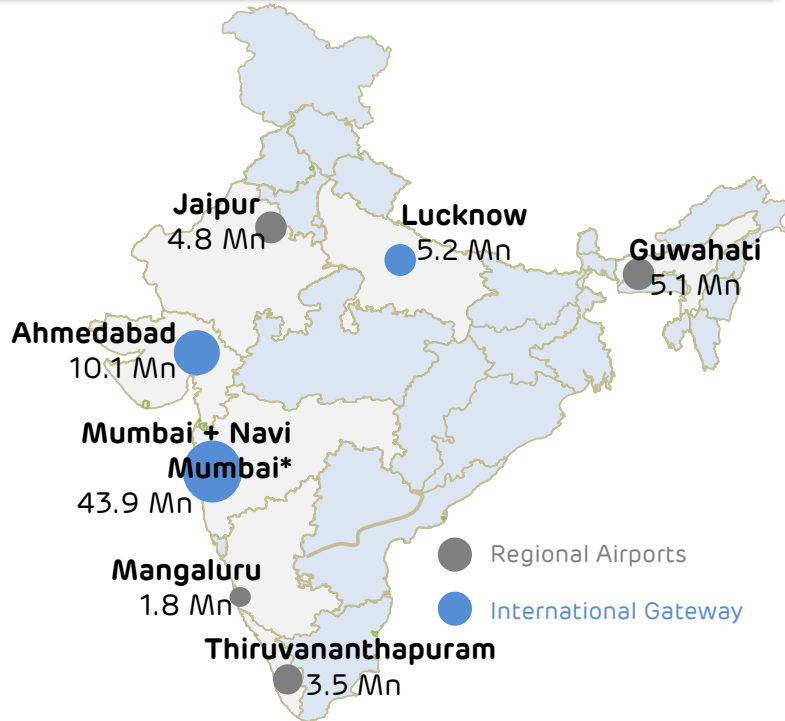 Jaipur
4.8 Mn
Lucknow
5.2 Mn
Guwahati
5.1 Mn
Ahmedabad
10.1 Mn
Mumbai + Navi
Mumbai*
43.9 Mn
Mangaluru
1.8 Mn
Thiruvananthapuram
3.5 Mn
Regional Airports
International Gateway